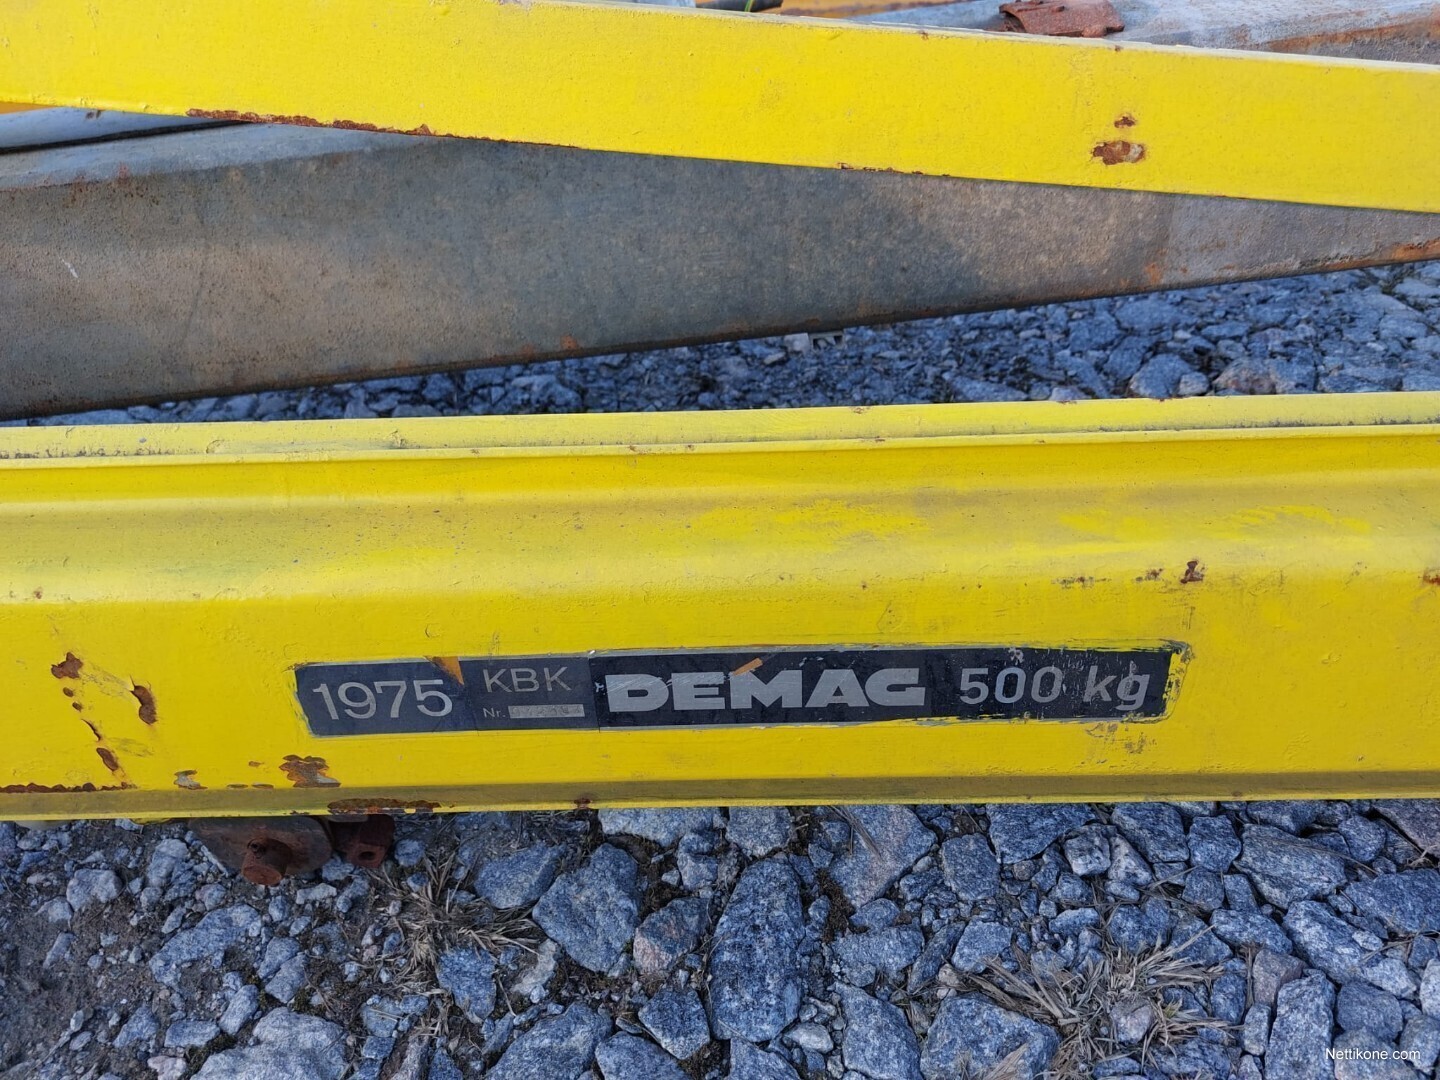 1975 KBK DEMAG 500 kg
Nr.
Nettikone.com